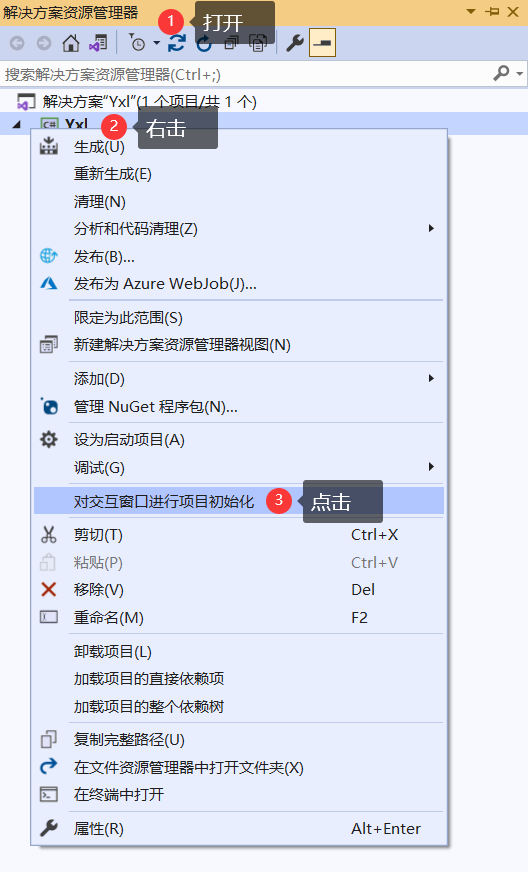 解决方案资源管理器
1 打开
搜索解决方案资源管理器(Ctrl+;)
解决方案"Yxl"(1 个项目/共 1 个)
C# Yxl 2 右击
生成(U)
重新生成(E)
清理(N)
分析和代码清理(Z)
发布(B)...
发布为 Azure WebJob(J)...
限定为此范围(S)
新建解决方案资源管理器视图(N)
添加(D)
管理 NuGet 程序包(N)...
设为启动项目(A)
调试(G)
对交互窗口进行项目初始化 3 点击
剪切(T) Ctrl+X
粘贴(P) Ctrl+V
移除(V) Del
重命名(M) F2
卸载项目(L)
加载项目的直接依赖项
加载项目的整个依赖树
复制完整路径(U)
在文件资源管理器中打开文件夹(X)
在终端中打开
属性(R) Alt+Enter